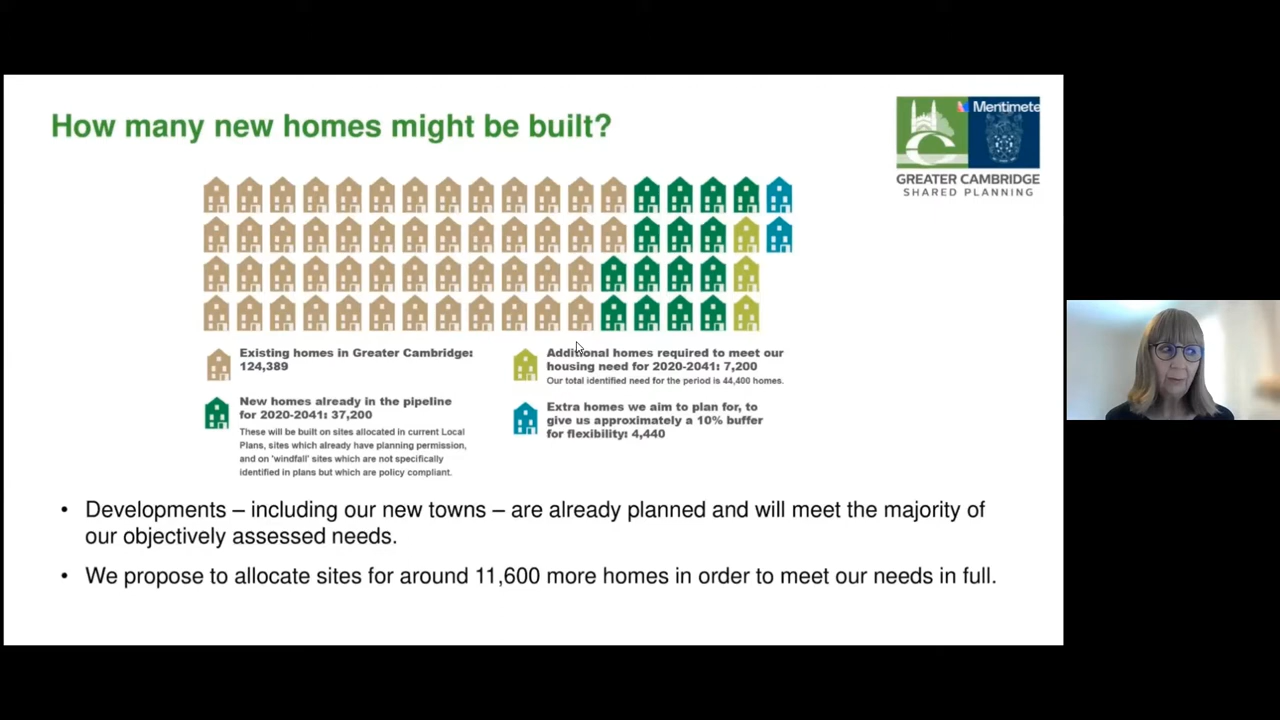 How many new homes might be built?
Mentimete
GREATER CAMBRIDGE
SHARED PLANNING
Existing homes in Greater Cambridge:
124,389
New homes already in the pipeline
for 2020-2041: 37,200
These will be built on sites allocated in current Local
Plans, sites which already have planning permission,
and on 'windfall' sites which are not specifically
identified in plans but which are policy compliant.
Additional homes required to meet our
housing need for 2020-2041: 7,200
Our total identified need for the period is 44,400 homes.
Extra homes we aim to plan for, to
give us approximately a 10% buffer
for flexibility: 4,440
• Developments – including our new towns – are already planned and will meet the majority of
our objectively assessed needs.
• We propose to allocate sites for around 11,600 more homes in order to meet our needs in full.